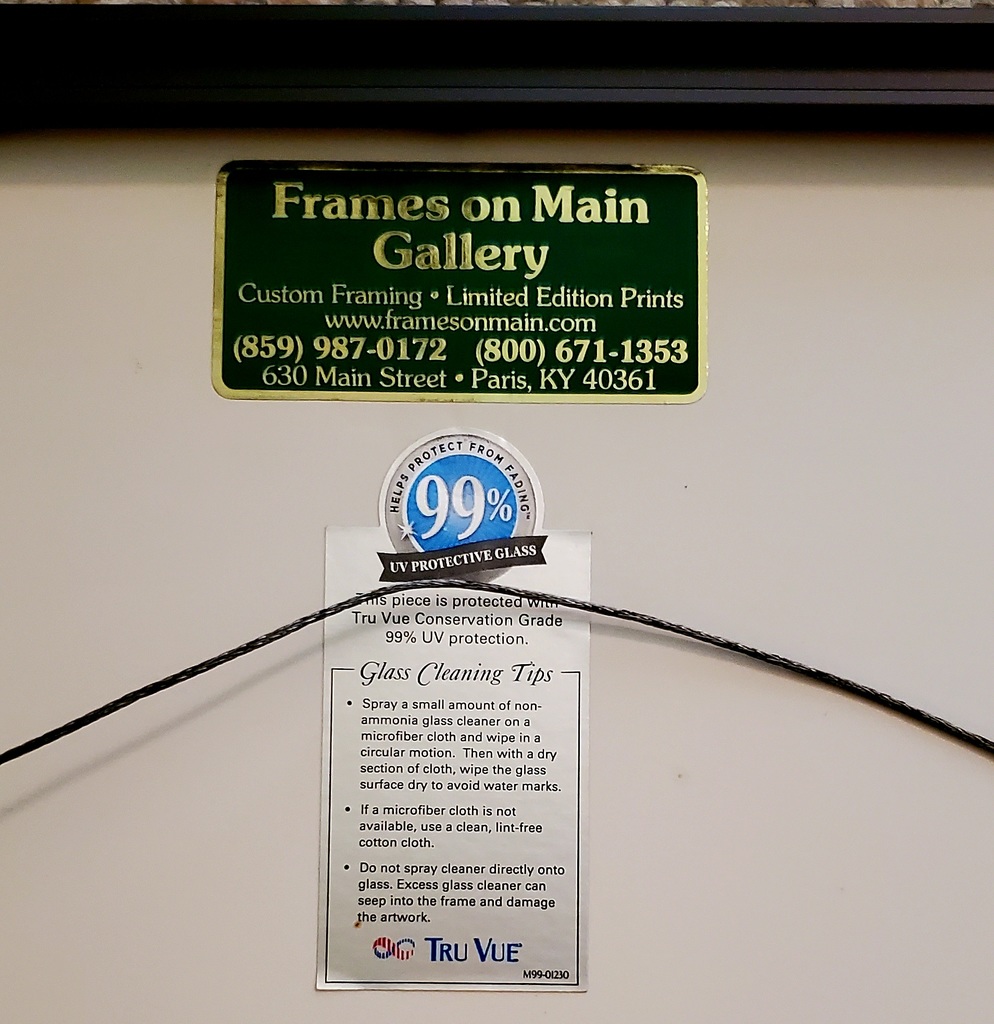 Frames on Main
Gallery
Custom Framing • Limited Edition Prints
www.framesonmain.com
(859) 987-0172 (800) 671-1353
630 Main Street • Paris, KY 40361
HELPS PROTECT FROM FADING™
99%
UV PROTECTIVE GLASS
This piece is protected with
Tru Vue Conservation Grade
99% UV protection.
Glass Cleaning Tips
• Spray a small amount of non-
ammonia glass cleaner on a
microfiber cloth and wipe in a
circular motion. Then with a dry
section of cloth, wipe the glass
surface dry to avoid water marks.
• If a microfiber cloth is not
available, use a clean, lint-free
cotton cloth.
• Do not spray cleaner directly onto
glass. Excess glass cleaner can
seep into the frame and damage
the artwork.
TRU VUE®
M99-01230